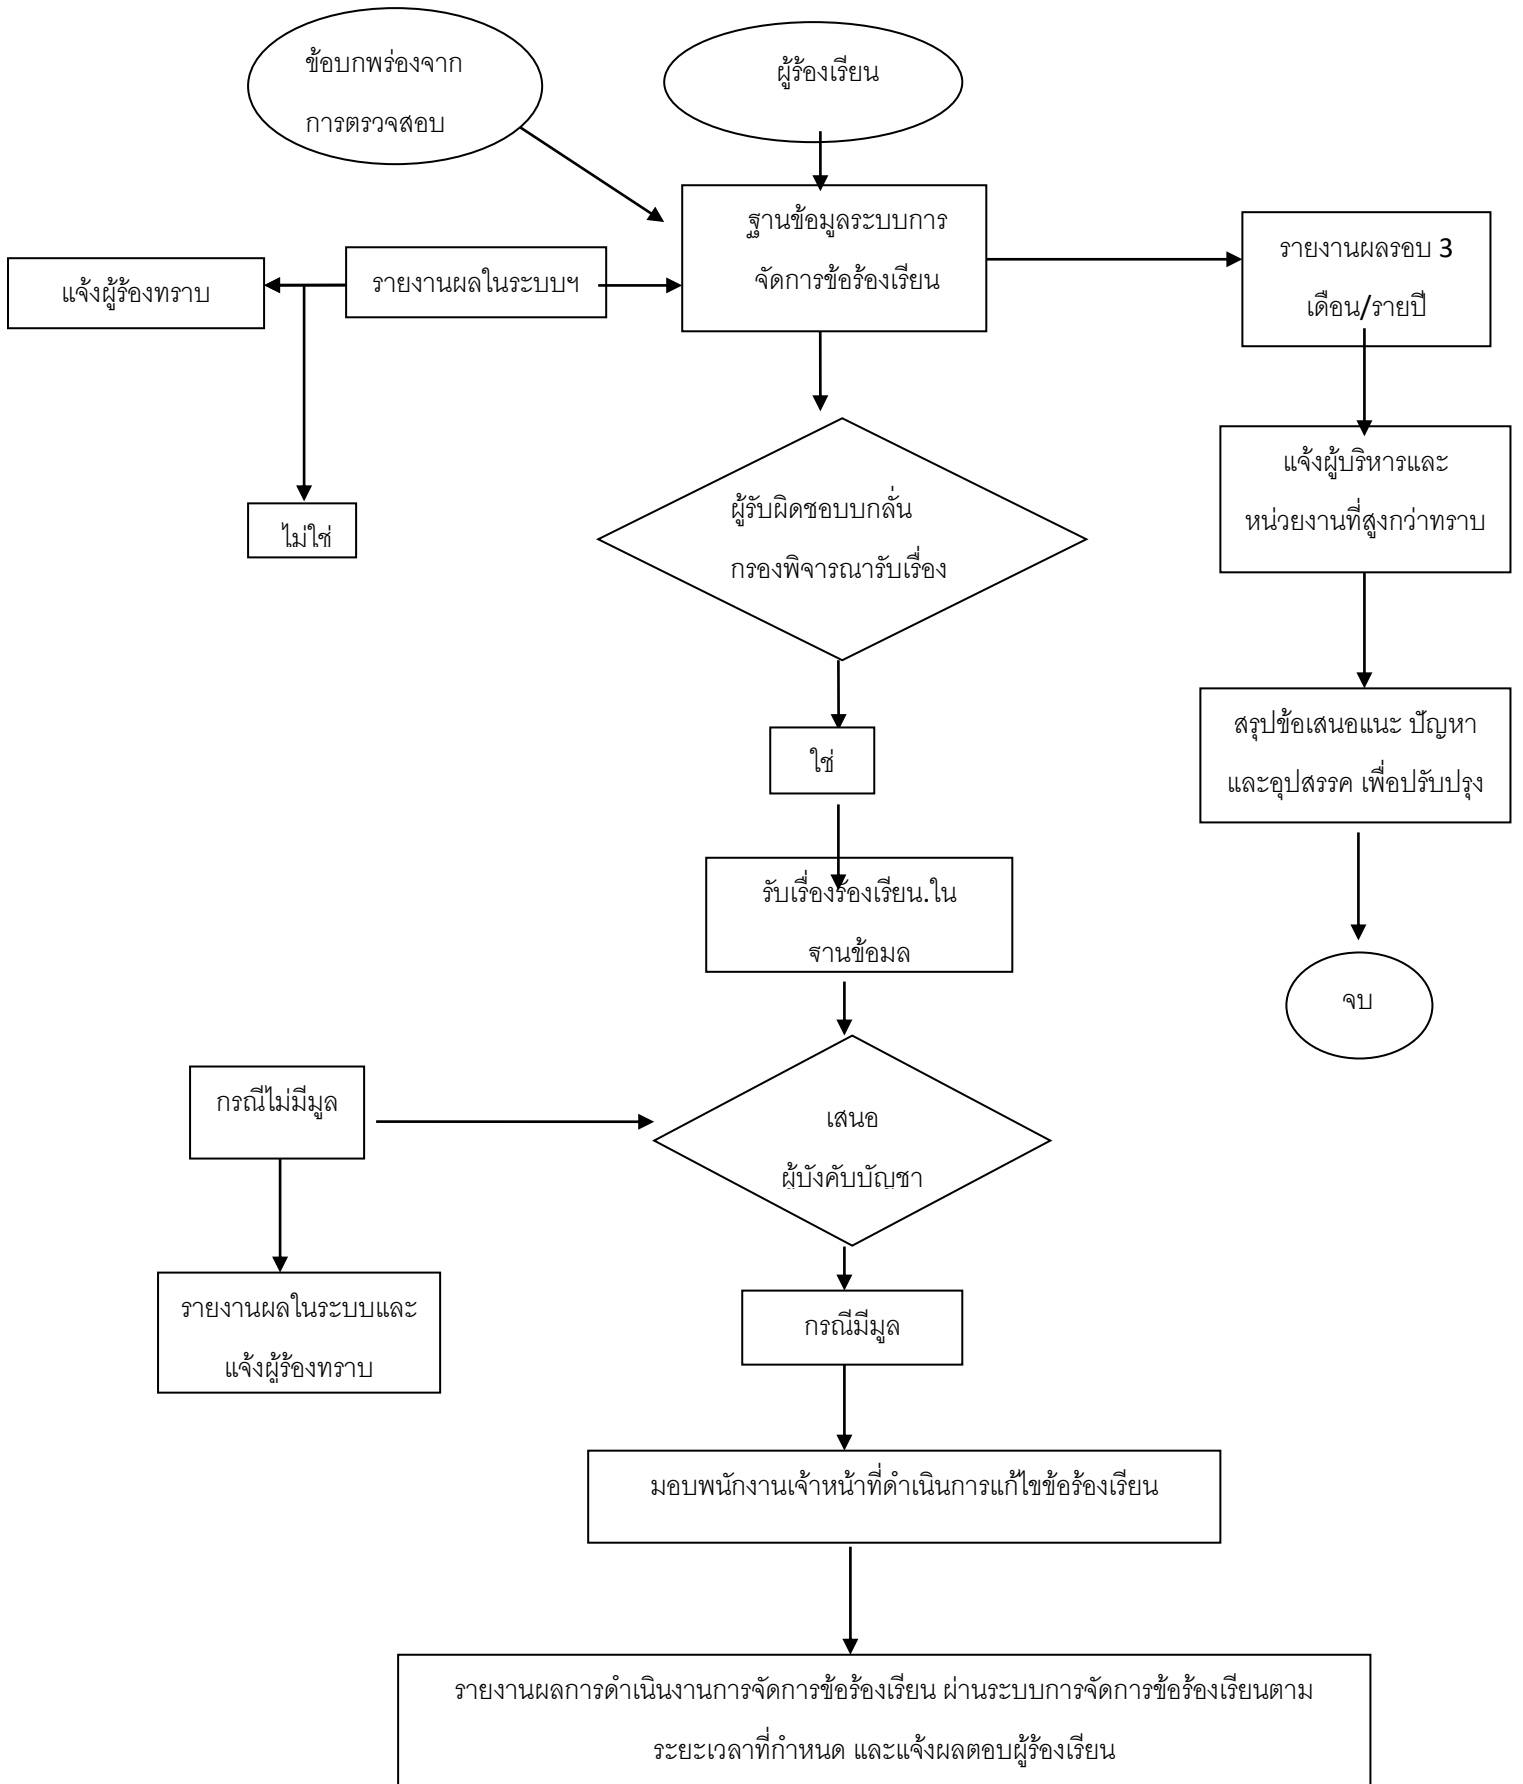 ข้อบกพร่องจาก
การตรวจสอบ
ผู้ร้องเรียน
ฐานข้อมูลระบบการ
จัดการข้อร้องเรียน
รายงานผลรอบ 3
เดือน/รายปี
แจ้งผู้ร้องทราบ
รายงานผลในระบบฯ
แจ้งผู้บริหารและ
หน่วยงานที่สูงกว่าทราบ
ผู้รับผิดชอบบกลั่น
กรองพิจารณารับเรื่อง
ไม่ใช่
สรุปข้อเสนอแนะ ปัญหา
และอุปสรรค เพื่อปรับปรุง
ใช่
รับเรื่องร้องเรียน.ใน
ฐานข้อมูล
จบ
กรณีไม่มีมูล
เสนอ
ผู้บังคับบัญชา
รายงานผลในระบบและ
แจ้งผู้ร้องทราบ
กรณีมีมูล
มอบพนักงานเจ้าหน้าที่ดำเนินการแก้ไขข้อร้องเรียน
รายงานผลการดำเนินงานการจัดการข้อร้องเรียน ผ่านระบบการจัดการข้อร้องเรียนตาม
ระยะเวลาที่กำหนด และแจ้งผลตอบผู้ร้องเรียน